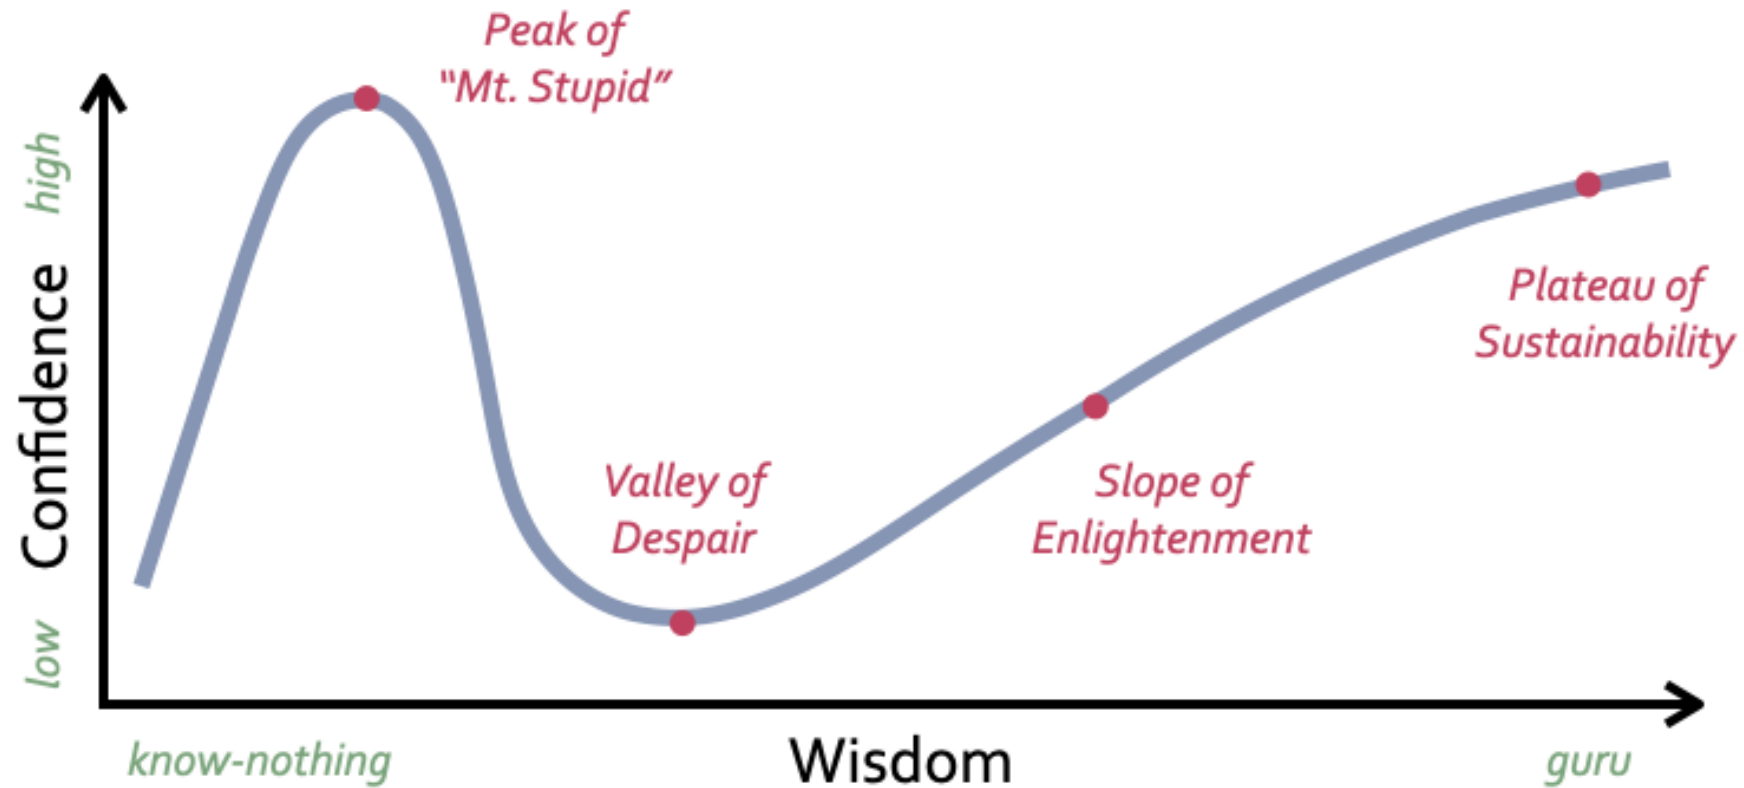 Peak of
“Mt. Stupid”
high
Confidence
low
Valley of
Despair
Slope of
Enlightenment
Plateau of
Sustainability
know-nothing
Wisdom
guru